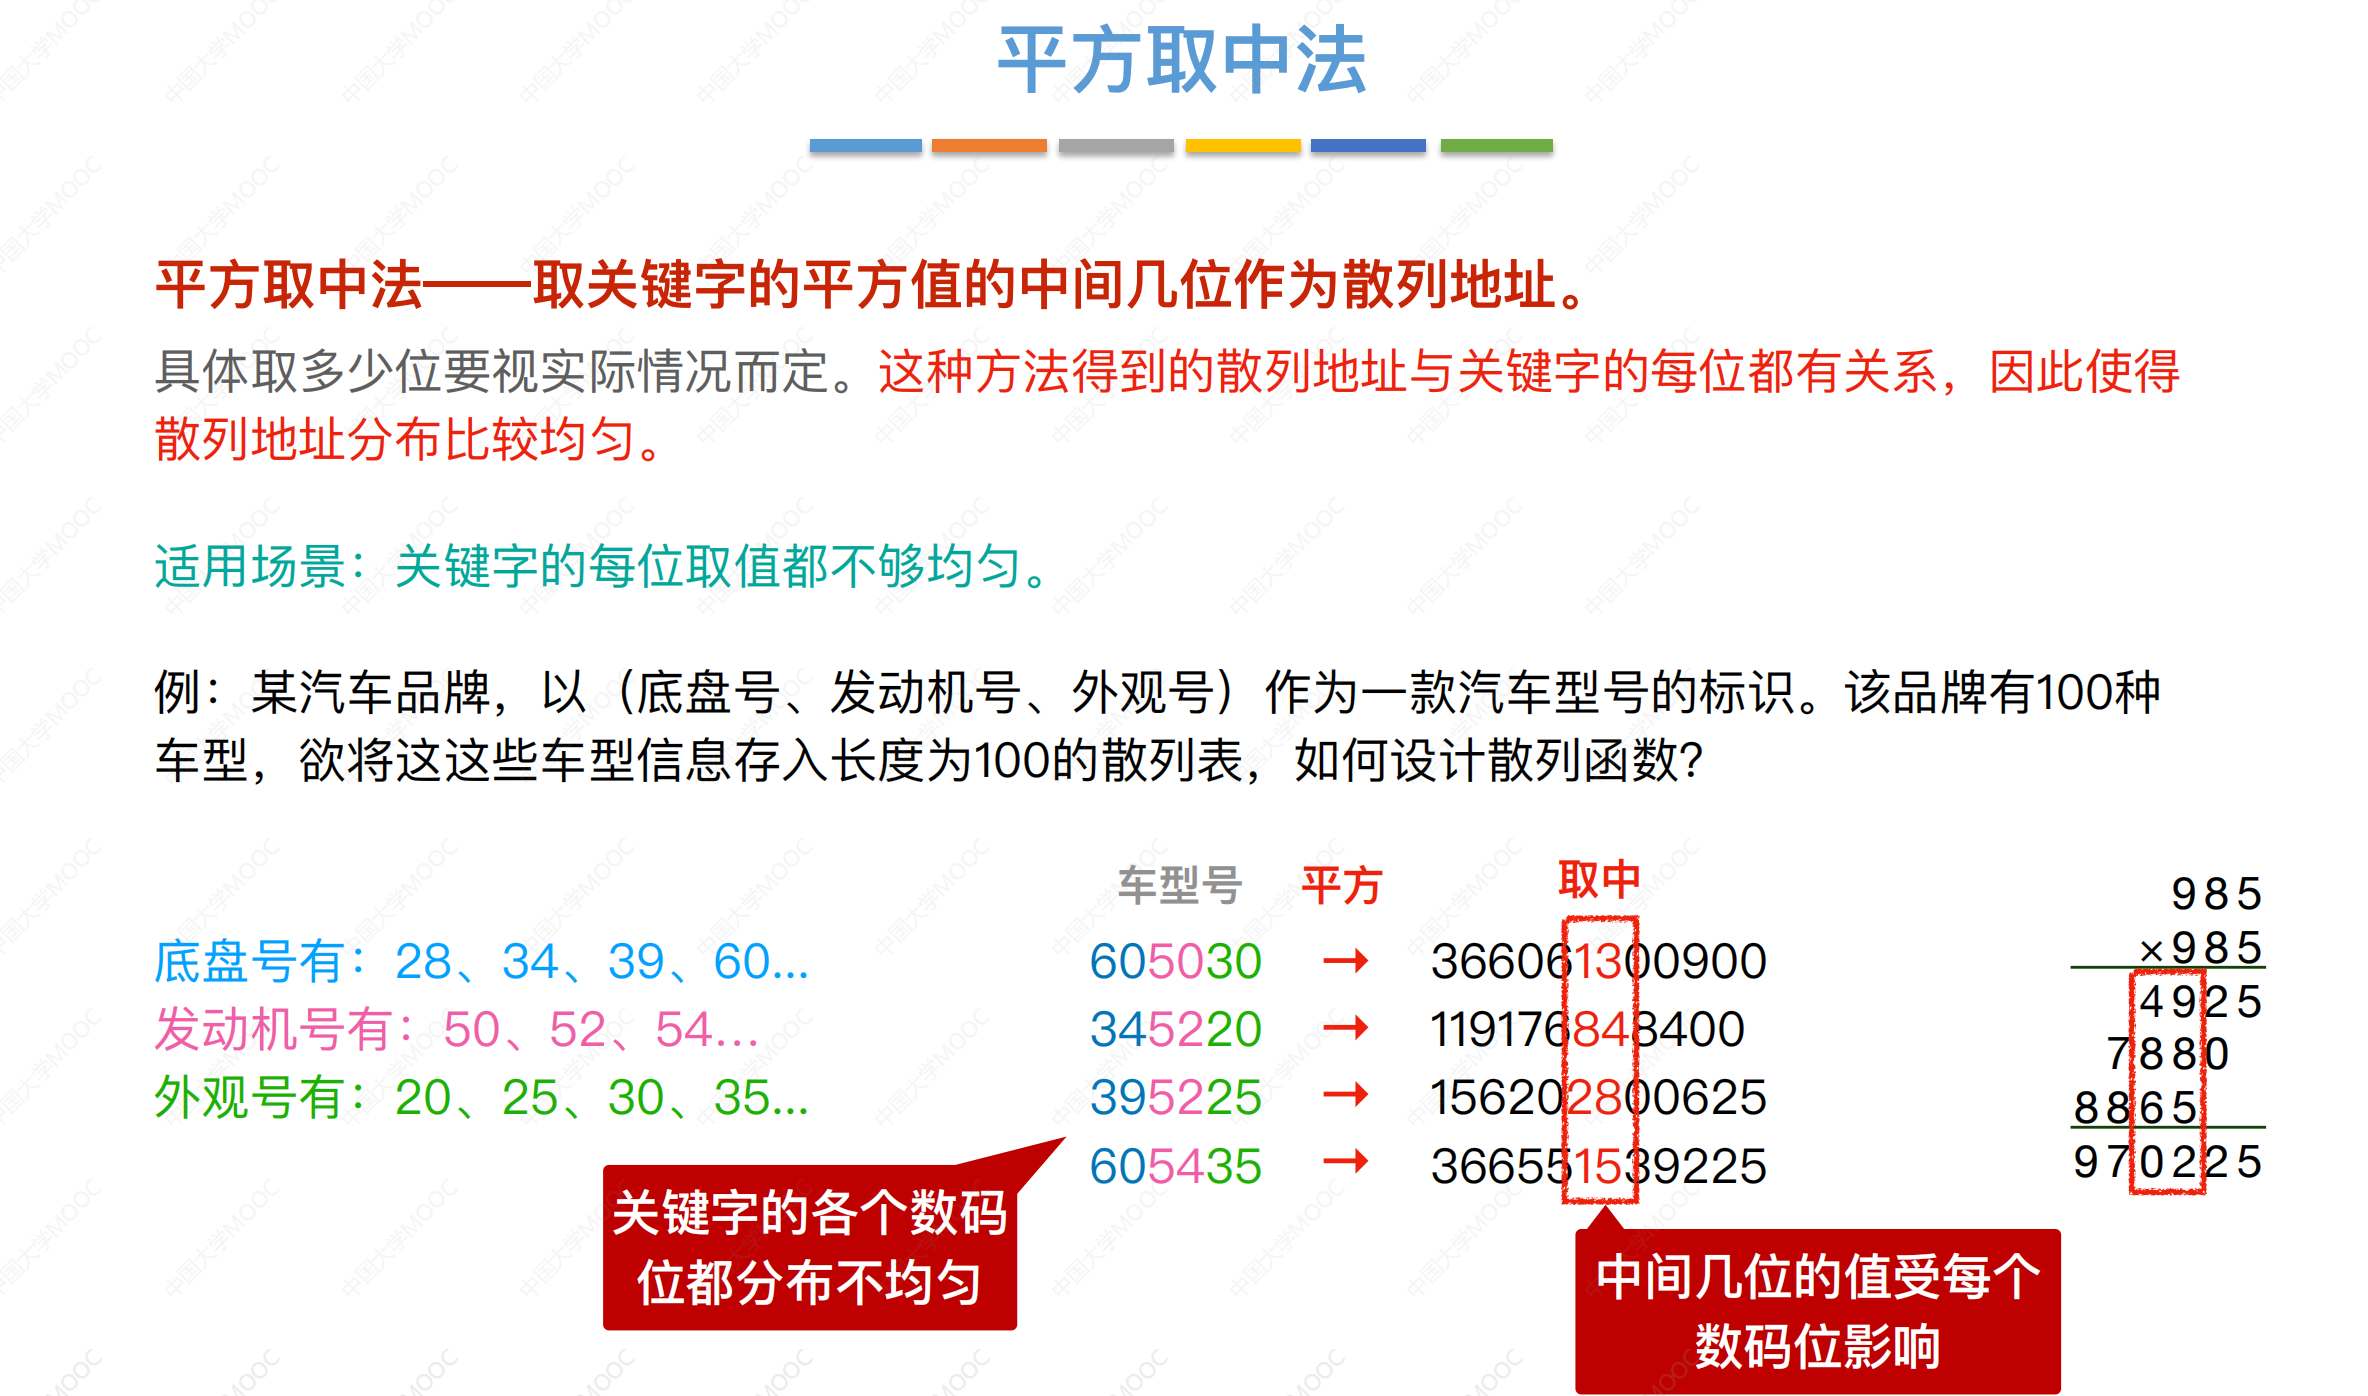 平方取中法
平方取中法——取关键字的平方值的中间几位作为散列地址。
具体取多少位要视实际情况而定。这种方法得到的散列地址与关键字的每位都有关系，因此使得
散列地址分布比较均匀。
适用场景：关键字的每位取值都不够均匀。
例：某汽车品牌，以（底盘号、发动机号、外观号）作为一款汽车型号的标识。该品牌有100种
车型，欲将这这些车型信息存入长度为100的散列表，如何设计散列函数？
底盘号有：28、34、39、60...
发动机号有：50、52、54…
外观号有：20、25、30、35...
车型号 平方 取中
605030 → 366061300900
345220 → 119176848400
395225 → 156202800625
605435 → 366551539225
关键字的各个数码
位都分布不均匀
中间几位的值受每个
数码位影响
985
×985
4925
7880
8865
970225
中国大学MOOC